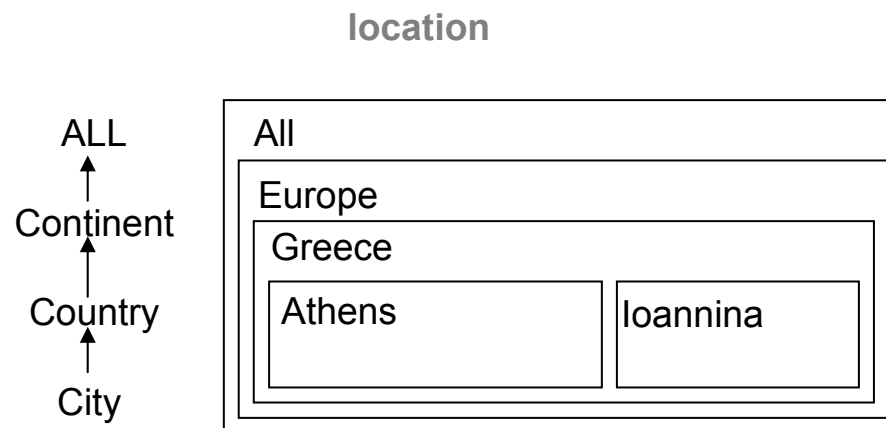 location
ALL
Continent
Country
City
All
Europe
Greece
Athens
Ioannina